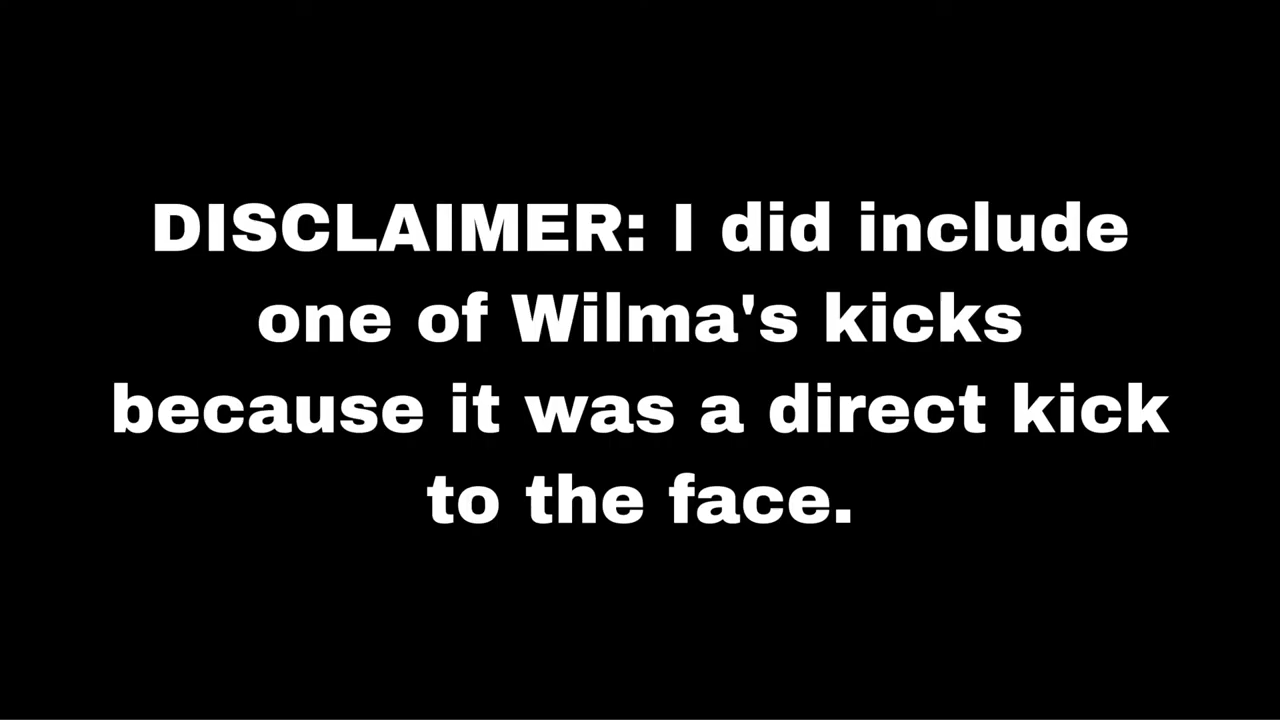 DISCLAIMER: I did include
one of Wilma's kicks
because it was a direct kick
to the face.